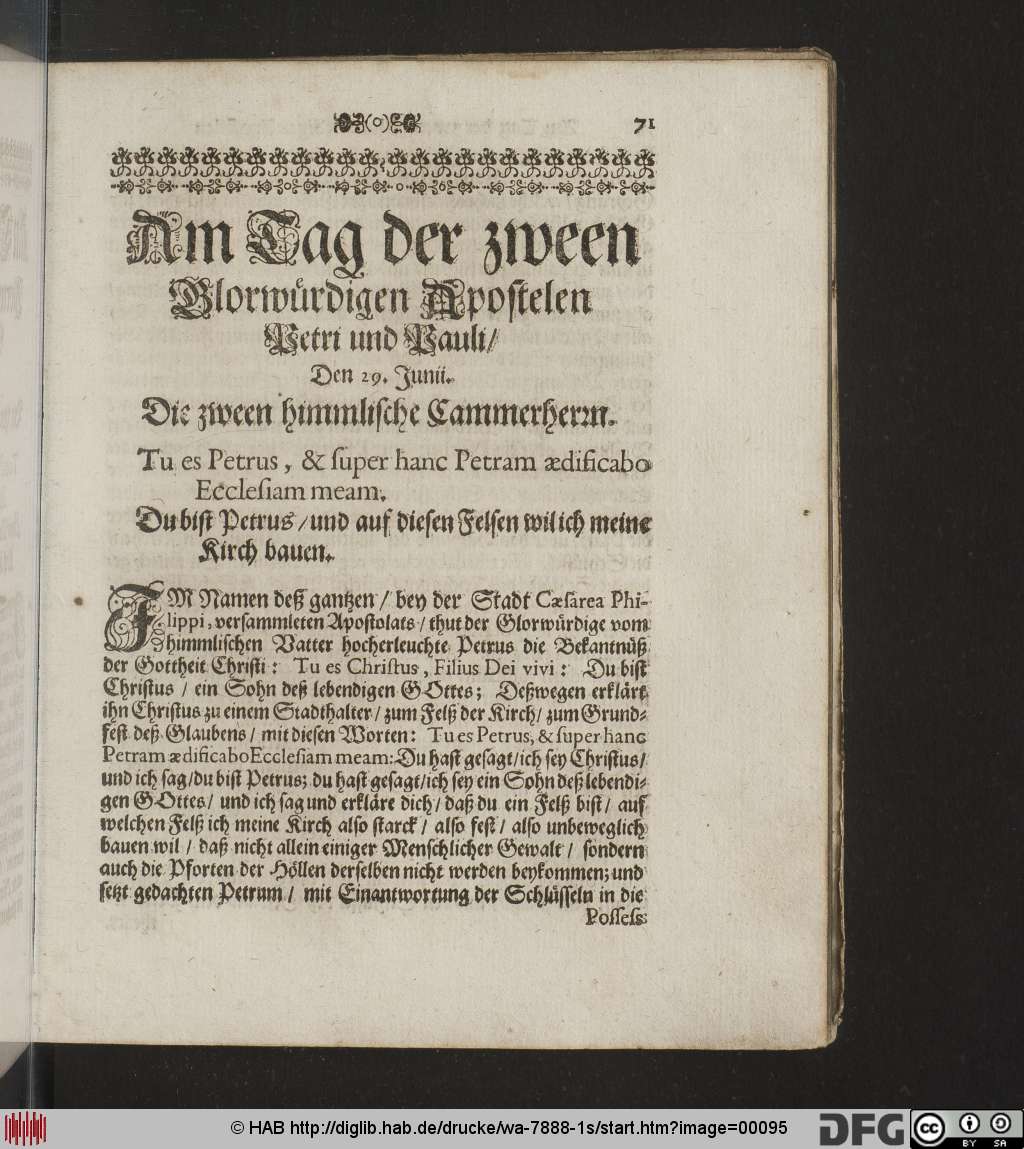 71
Am Tag der zween
Glorwürdigen Apostelen
Petri und Pauli/
Den 29. Junii.
Die zween himmlische Cammerherrn.
Tu es Petrus, & ſuper hanc Petram ædificabo
Eccleſiam meam.
Du bist Petrus/ und auf diesen Felsen wil ich meine
Kirch bauen.
IM Namen deß gantzen/ bey der Stadt Cæſarea Phi-
lippi, versammleten Apostolats/ thut der Glorwürdige vom
himmlischen Vatter hocherleuchte Petrus die Bekantnüß
der Gottheit Christi: Tu es Chriſtus, Filius Dei vivi: Du bist
Christus/ ein Sohn deß lebendigen GOttes; Deßwegen erklärt
ihn Christus zu einem Stadthalter/ zum Felß der Kirch/ zum Grund-
fest deß Glaubens/ mit diesen Worten: Tu es Petrus, & ſuper hanc
Petram ædificabo Eccleſiam meam: Du hast gesagt/ ich sey Christus/
und ich sag/ du bist Petrus; du hast gesagt/ ich sey ein Sohn deß lebendi-
gen GOttes/ und ich sag und erkläre dich/ daß du ein Felß bist/ auf
welchen Felß ich meine Kirch also starck/ also fest/ also unbeweglich
bauen wil/ daß nicht allein einiger Menschlicher Gewalt/ sondern
auch die Pforten der Höllen derselben nicht werden beykommen; und
setzt gedachten Petrum/ mit Einantwortung der Schlüsseln in die
Poſſeſs:
© HAB http://diglib.hab.de/drucke/wa-7888-1s/start.htm?image=00095
DFG
cc BY SA